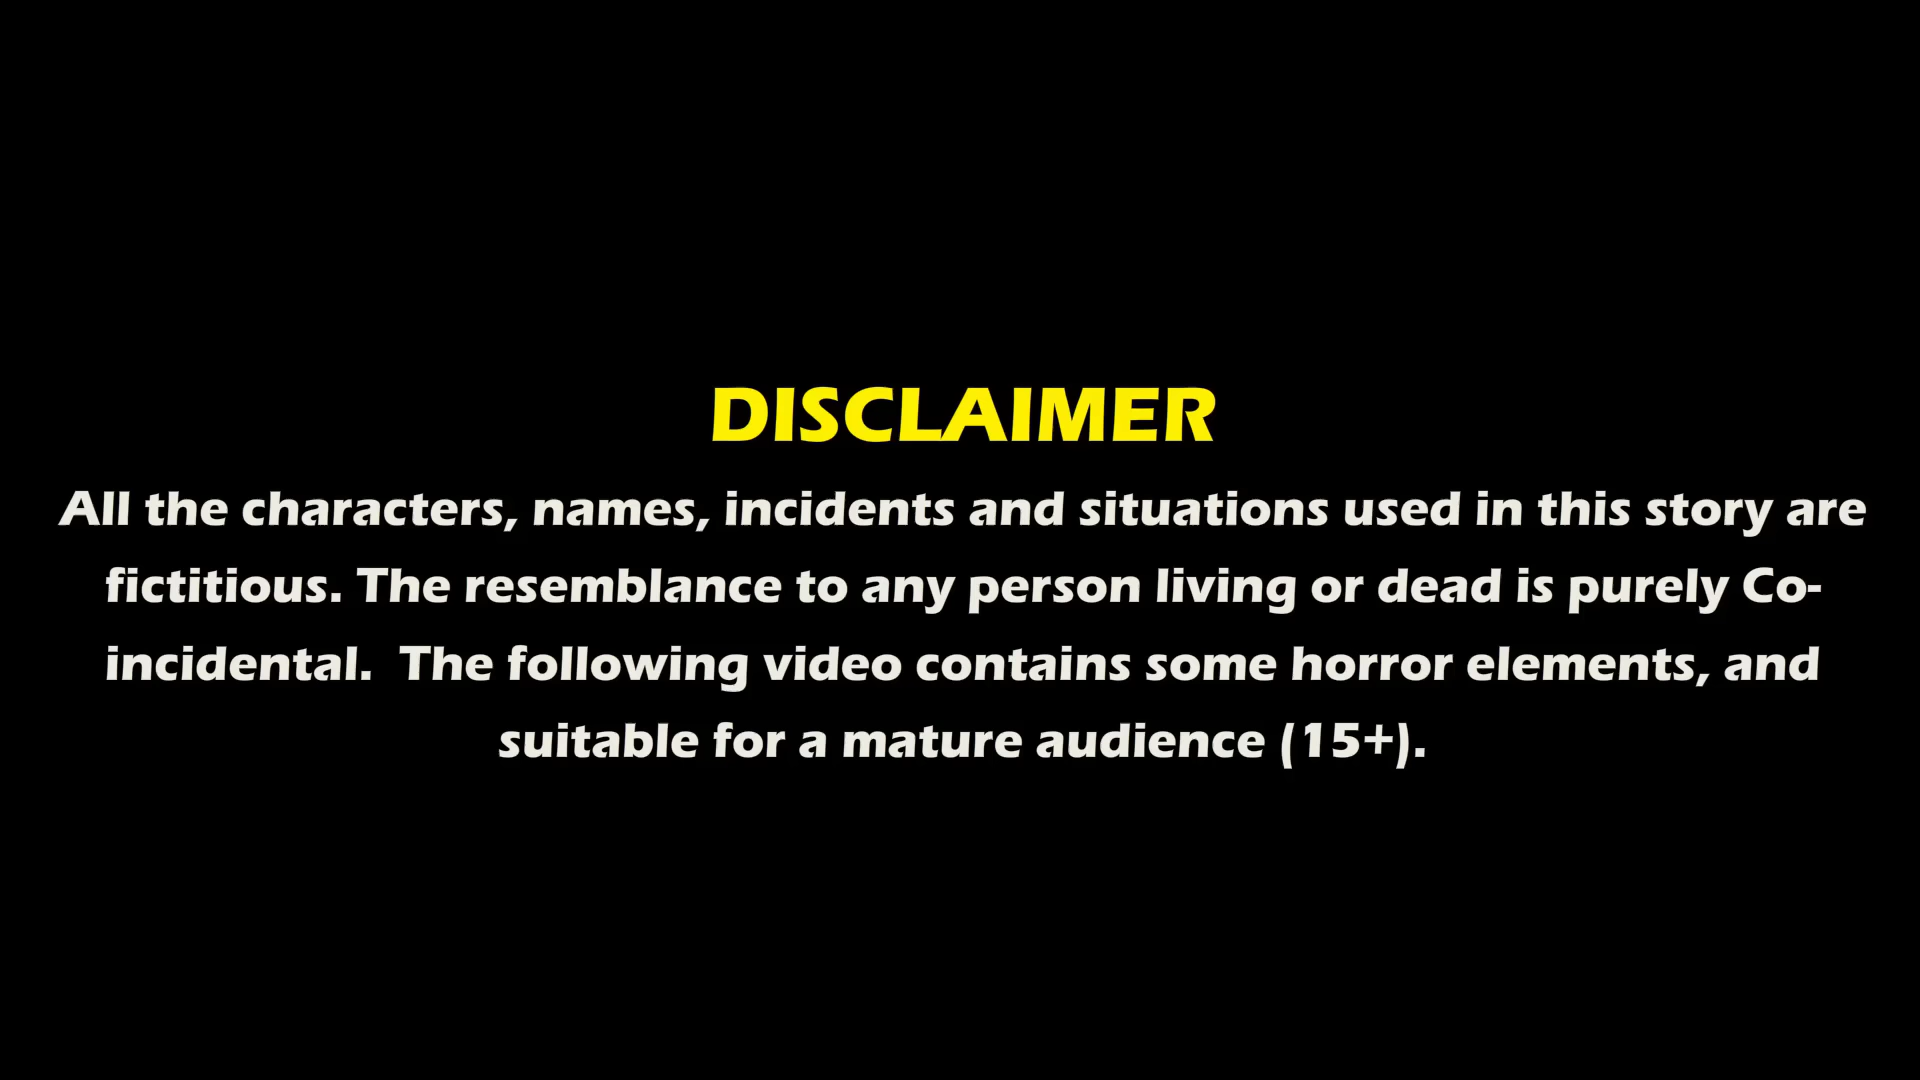 DISCLAIMER
All the characters, names, incidents and situations used in this story are
fictitious. The resemblance to any person living or dead is purely Co-
incidental.  The following video contains some horror elements, and
suitable for a mature audience (15+).